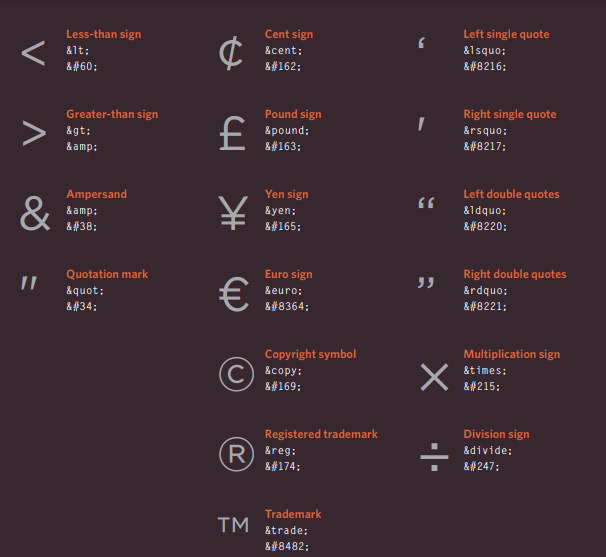 <
Less-than sign
&lt;
&#60;
>
Greater-than sign
&gt;
&amp;
&
Ampersand
&amp;
&#38;
"
Quotation mark
&quot;
&#34;
¢
Cent sign
&cent;
&#162;
£
Pound sign
&pound;
&#163;
¥
Yen sign
&yen;
&#165;
€
Euro sign
&euro;
&#8364;
©
Copyright symbol
&copy;
&#169;
®
Registered trademark
&reg;
&#174;
™
Trademark
&trade;
&#8482;
‘
Left single quote
&lsquo;
&#8216;
'
Right single quote
&rsquo;
&#8217;
“
Left double quotes
&ldquo;
&#8220;
”
Right double quotes
&rdquo;
&#8221;
×
Multiplication sign
&times;
&#215;
÷
Division sign
&divide;
&#247;